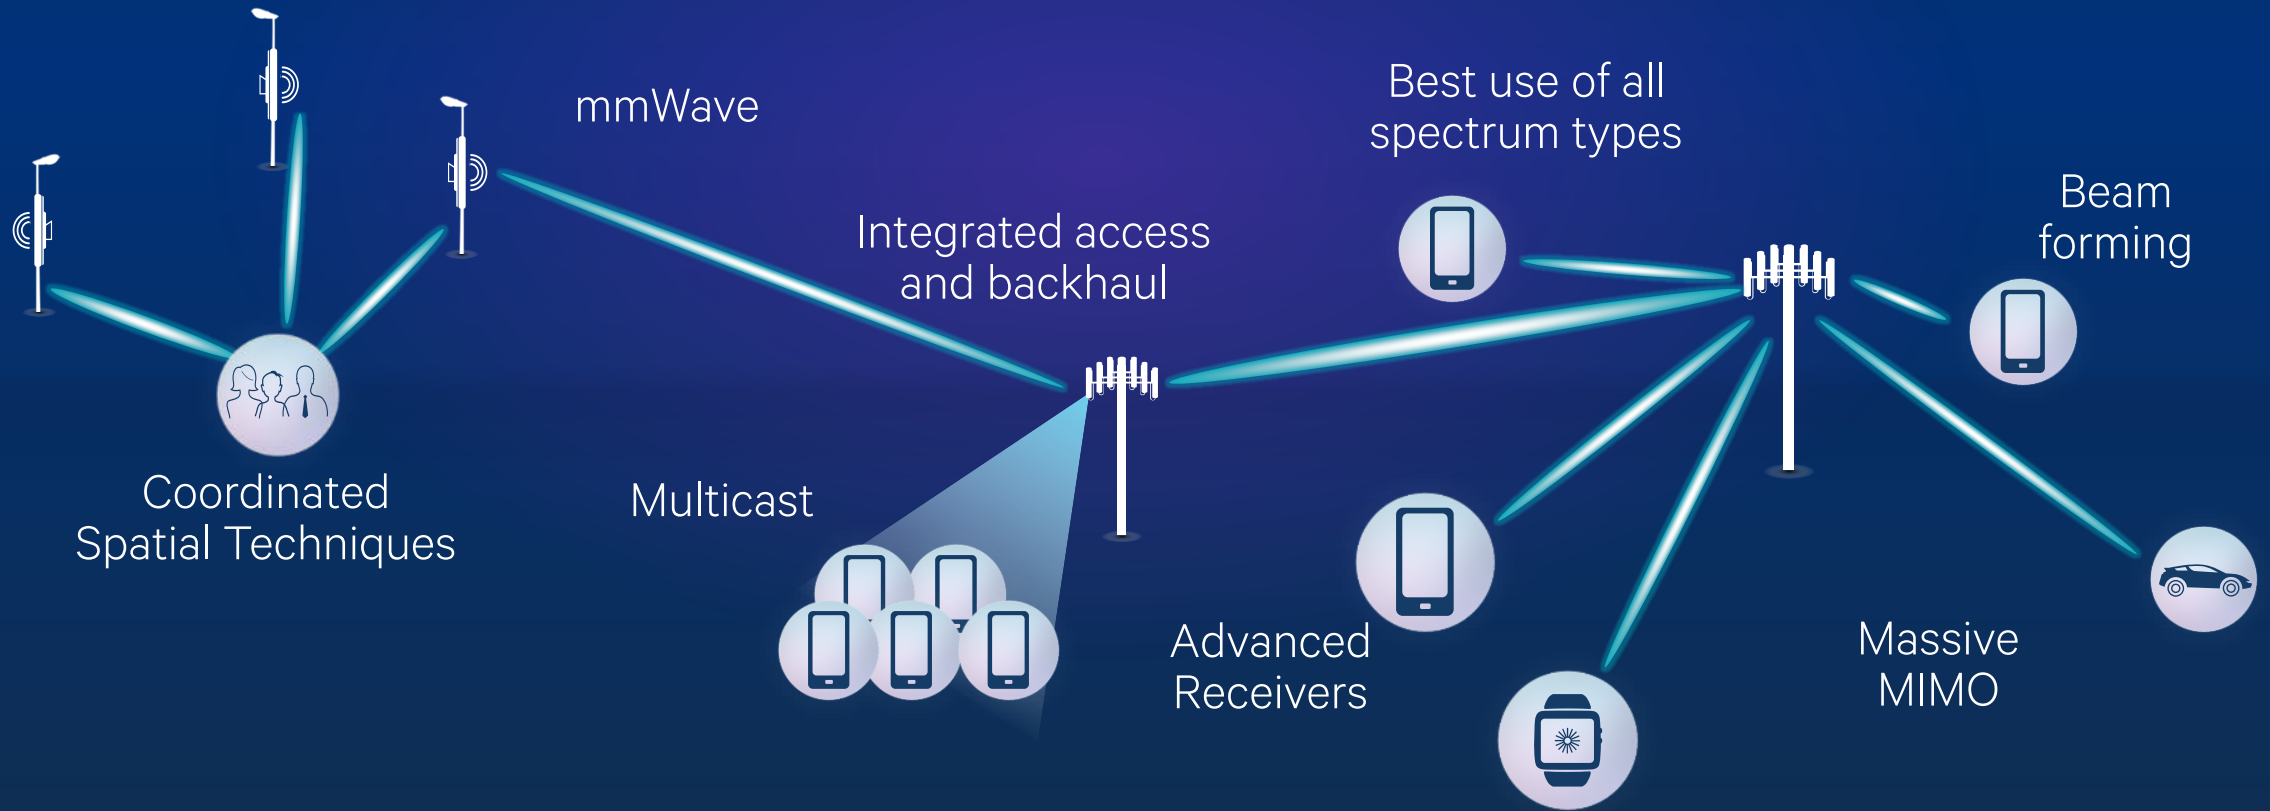 mmWave
Best use of all
spectrum types
Beam
forming
Integrated access
and backhaul
Coordinated
Spatial Techniques
Multicast
Advanced
Receivers
Massive
MIMO